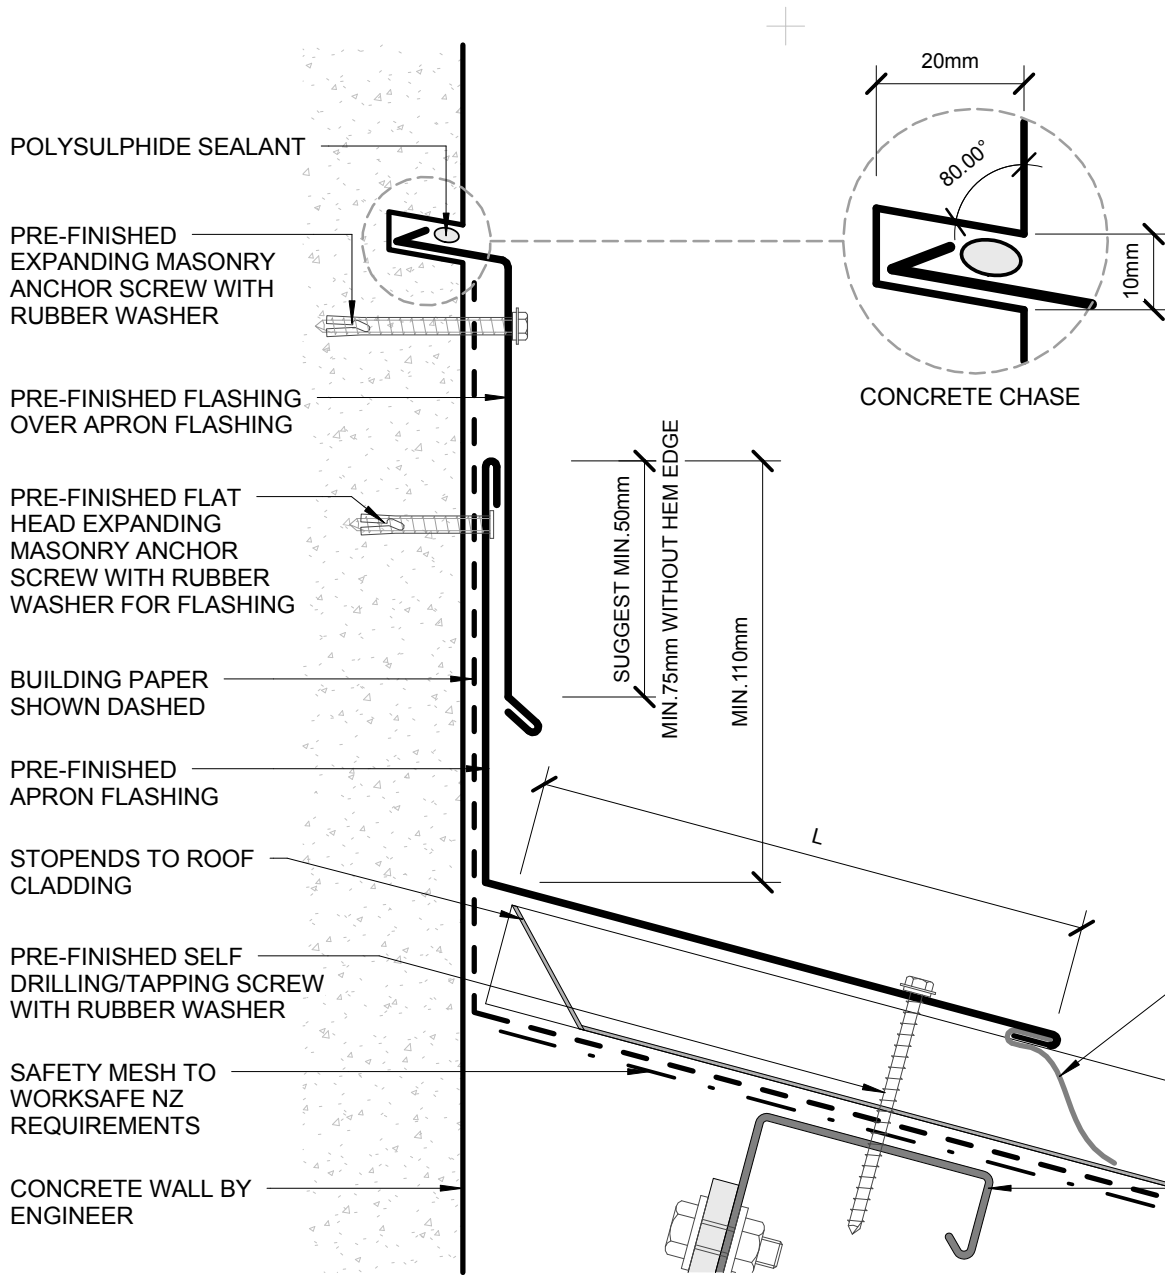 20mm
80.00°
10mm
CONCRETE CHASE
POLYSULPHIDE SEALANT
PRE-FINISHED
EXPANDING MASONRY
ANCHOR SCREW WITH
RUBBER WASHER
PRE-FINISHED FLASHING
OVER APRON FLASHING
PRE-FINISHED FLAT
HEAD EXPANDING
MASONRY ANCHOR
SCREW WITH RUBBER
WASHER FOR FLASHING
SUGGEST MIN.50mm
MIN.75mm WITHOUT HEM EDGE
MIN.110mm
BUILDING PAPER
SHOWN DASHED
PRE-FINISHED
APRON FLASHING
L
STOPENDS TO ROOF
CLADDING
PRE-FINISHED SELF
DRILLING/TAPPING SCREW
WITH RUBBER WASHER
SAFETY MESH TO
WORKSAFE NZ
REQUIREMENTS
CONCRETE WALL BY
ENGINEER